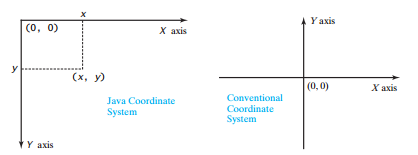 x
(0, 0)
X axis
y
(x, y)
Java Coordinate
System
Y axis
Y axis
(0, 0)
X axis
Conventional
Coordinate
System